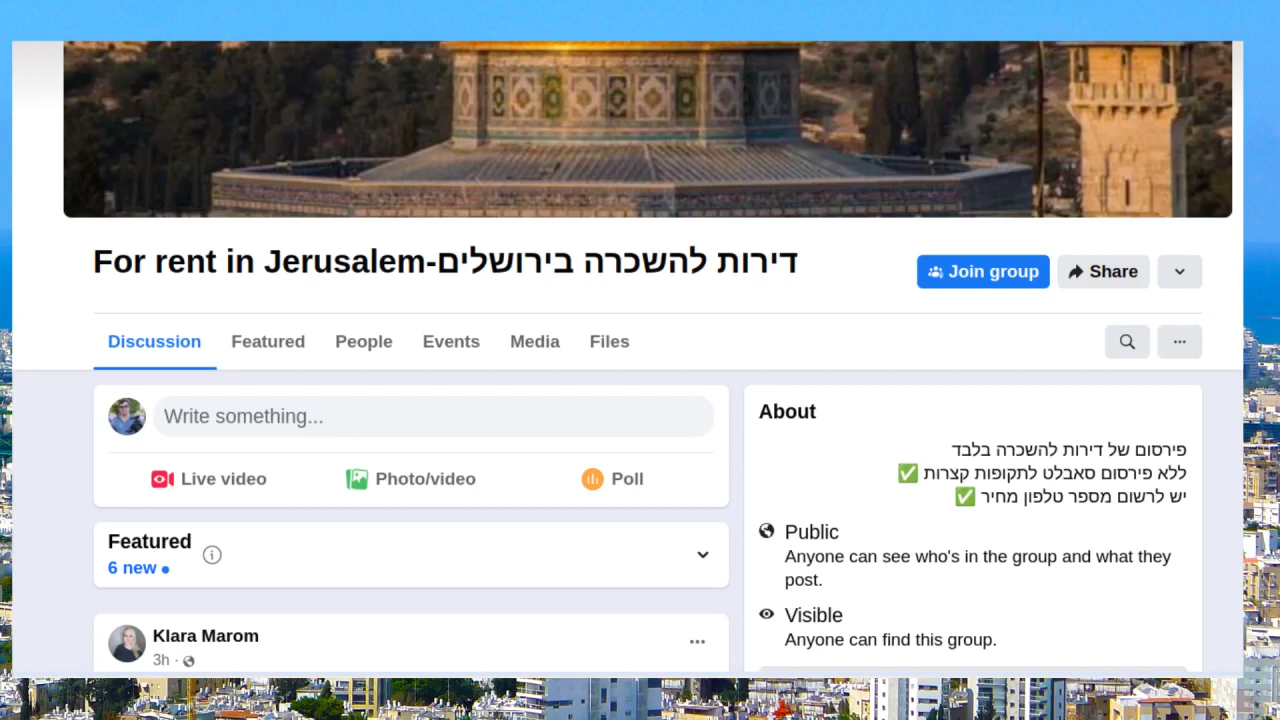 For rent in Jerusalem-דירות להשכרה בירושלים
Join group
Share
Discussion
Featured
People
Events
Media
Files
Write something...
Live video
Photo/video
Poll
Featured
6 new
Klara Marom
3h ·
About
פירסום של דירות להשכרה בלבד
ללא פירסום סאבלט לתקופות קצרות ✅
יש לרשום מספר טלפון מחיר ✅
Public
Anyone can see who's in the group and what they
post.
Visible
Anyone can find this group.